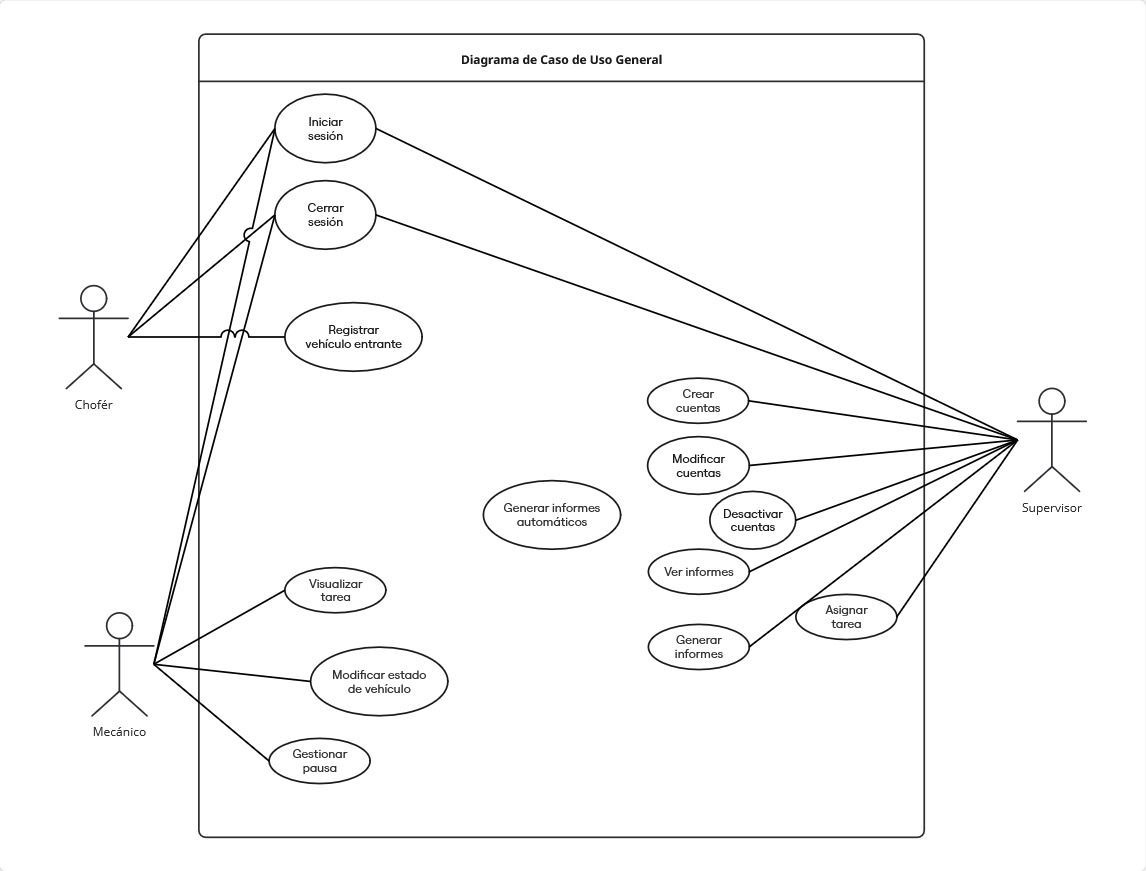 Diagrama de Caso de Uso General
Iniciar
sesión
Cerrar
sesión
Registrar
vehículo entrante
Chofér
Crear
cuentas
Modificar
cuentas
Desactivar
cuentas
Generar informes
automáticos
Supervisor
Ver informes
Visualizar
tarea
Asignar
tarea
Generar
informes
Modificar estado
de vehículo
Mecánico
Gestionar
pausa